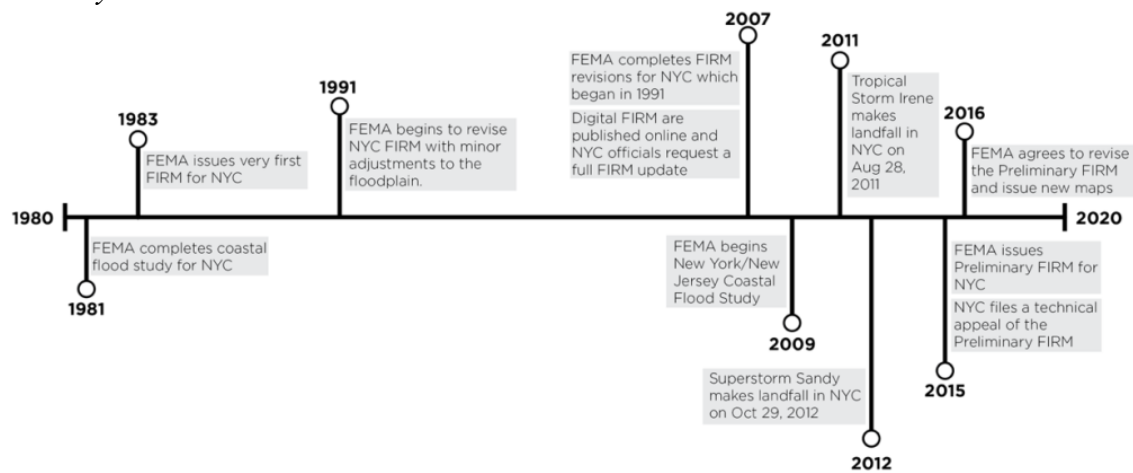 2007
FEMA completes FIRM
revisions for NYC which
began in 1991
Digital FIRM are
published online and
NYC officials request a
full FIRM update
2011
Tropical
Storm Irene
makes
landfall in
NYC on
Aug 28,
2011
1991
FEMA begins to revise
NYC FIRM with minor
adjustments to the
floodplain.
1983
FEMA issues very first
FIRM for NYC
2016
FEMA agrees to revise
the Preliminary FIRM
and issue new maps
1980
2020
FEMA completes coastal
flood study for NYC
1981
FEMA begins
New York/New
Jersey Coastal
Flood Study
2009
FEMA issues
Preliminary FIRM for
NYC
NYC files a technical
appeal of the
Preliminary FIRM
2015
Superstorm Sandy
makes landfall in NYC
on Oct 29, 2012
2012